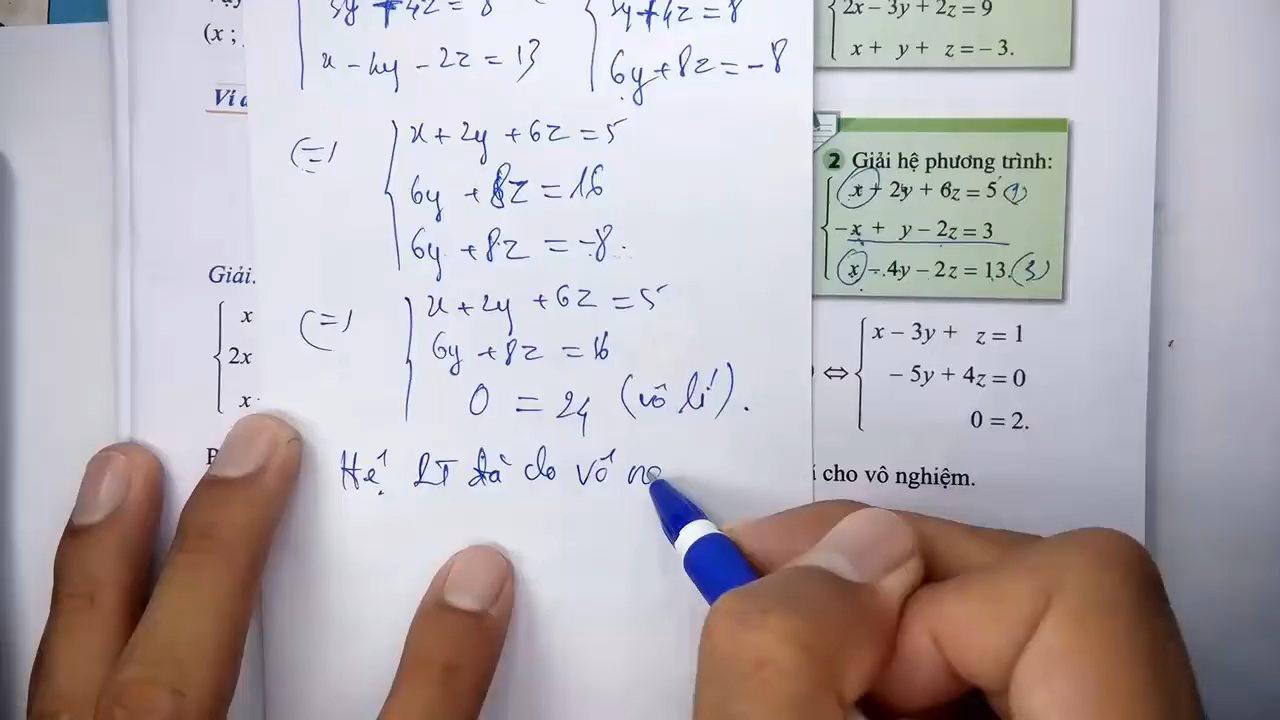 3y + 4z = 8
x - 4y - 2z = 13
3y + 4z = 8
6y + 8z = -8
(=)
x + 2y + 6z = 5
6y + 8z = 16
6y + 8z = -8
(=)
x + 2y + 6z = 5
6y + 8z = 16
0 = 24 (vô lí).
Hệ PT đã cho vô no
(x ;
Ví d
Giải.
x
2x
x
P
2x - 3y + 2z = 9
x + y + z = -3.
2 Giải hệ phương trình:
x + 2y + 6z = 5 (1)
-x + y - 2z = 3
x - 4y - 2z = 13. (3)
⇔
x - 3y + z = 1
- 5y + 4z = 0
0 = 2.
cho vô nghiệm.